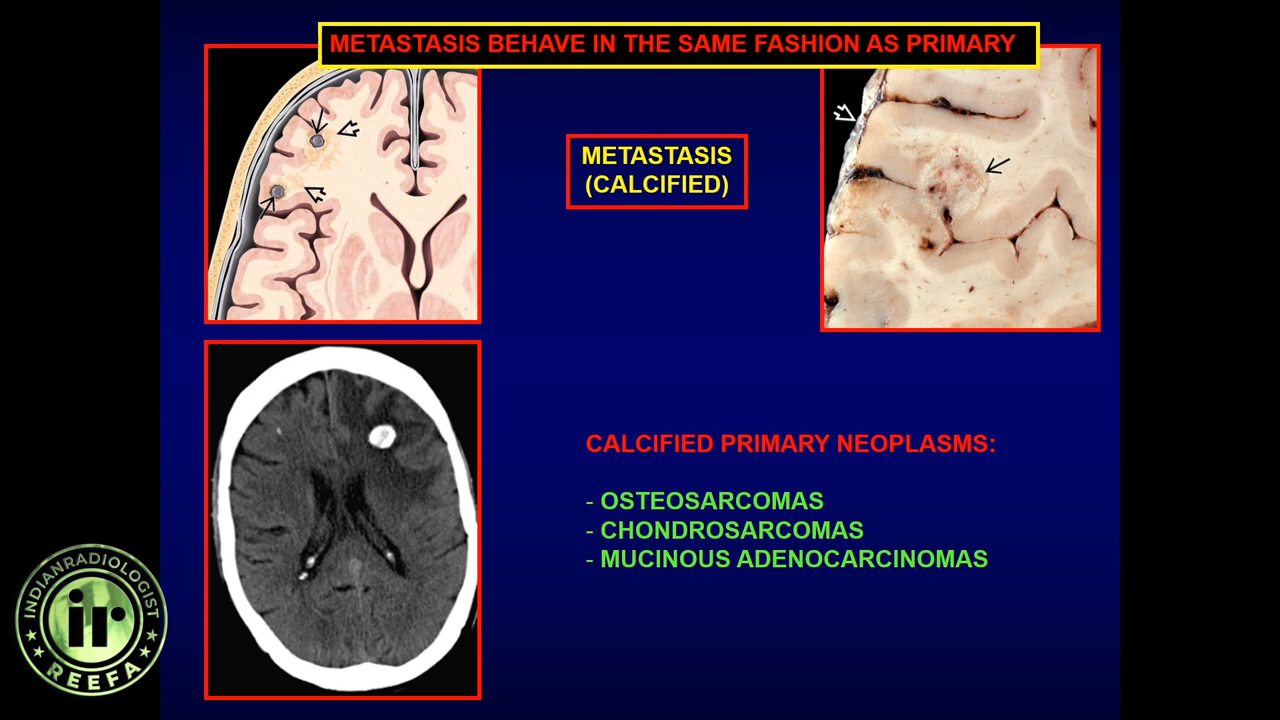 METASTASIS BEHAVE IN THE SAME FASHION AS PRIMARY
METASTASIS
(CALCIFIED)
CALCIFIED PRIMARY NEOPLASMS:
- OSTEOSARCOMAS
- CHONDROSARCOMAS
- MUCINOUS ADENOCARCINOMAS
INDIANRADIOLOGIST
ir
REEFA